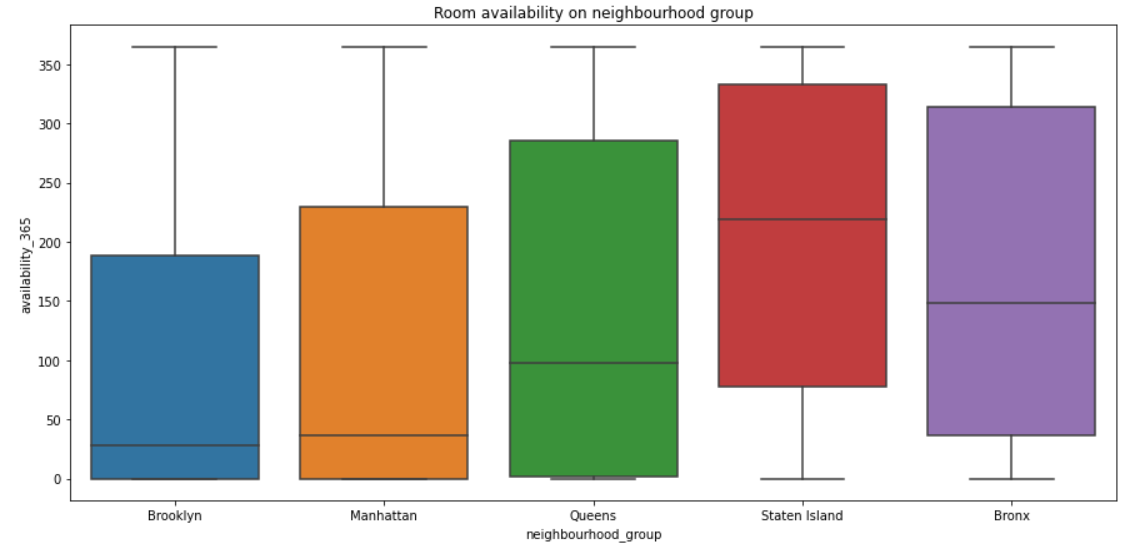 Room availability on neighbourhood group
availability_365
350
300
250
200
150
100
50
0
Brooklyn Manhattan Queens Staten Island Bronx
neighbourhood_group